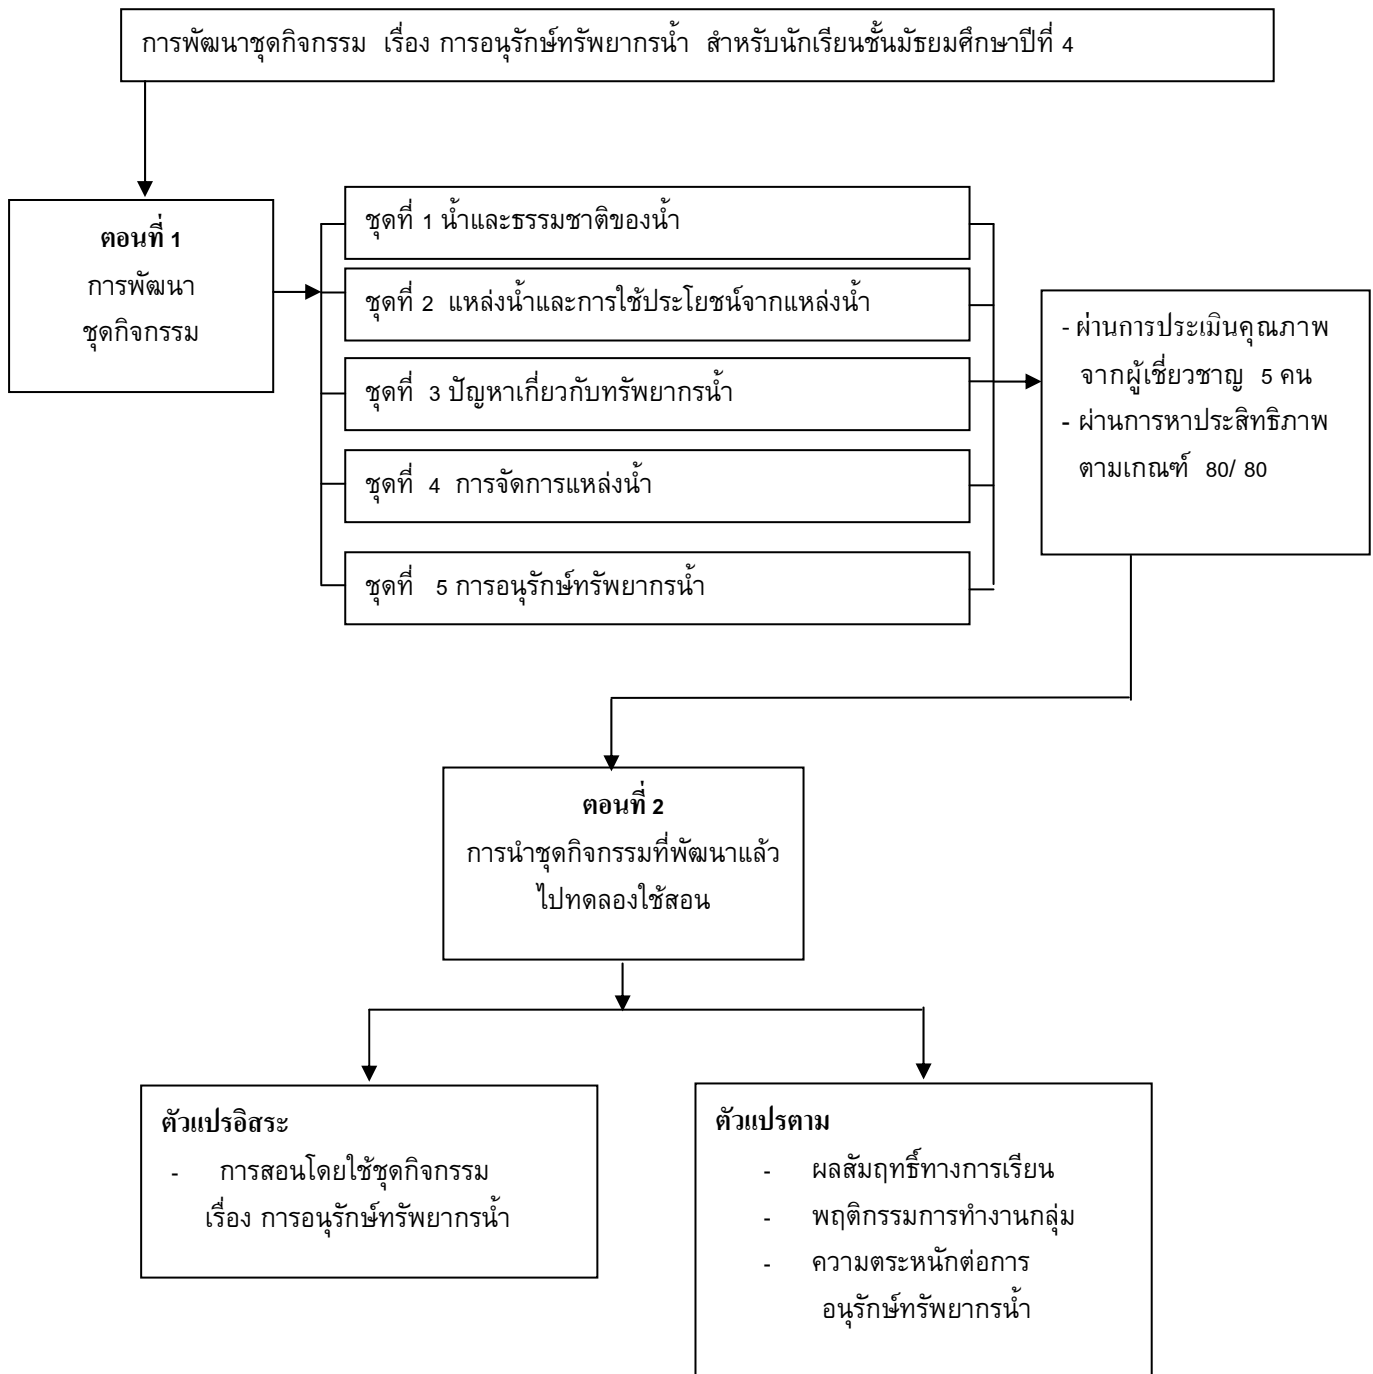 การพัฒนาชุดกิจกรรม เรื่อง การอนุรักษ์ทรัพยากรน้ำ สำหรับนักเรียนชั้นมัธยมศึกษาปีที่ 4
ตอนที่ 1
การพัฒนา
ชุดกิจกรรม
ชุดที่ 1 น้ำและธรรมชาติของน้ำ
ชุดที่ 2 แหล่งน้ำและการใช้ประโยชน์จากแหล่งน้ำ
ชุดที่ 3 ปัญหาเกี่ยวกับทรัพยากรน้ำ
ชุดที่ 4 การจัดการแหล่งน้ำ
ชุดที่ 5 การอนุรักษ์ทรัพยากรน้ำ
- ผ่านการประเมินคุณภาพ
จากผู้เชี่ยวชาญ 5 คน
- ผ่านการหาประสิทธิภาพ
ตามเกณฑ์ 80/ 80
ตอนที่ 2
การนำชุดกิจกรรมที่พัฒนาแล้ว
ไปทดลองใช้สอน
ตัวแปรอิสระ
- การสอนโดยใช้ชุดกิจกรรม
เรื่อง การอนุรักษ์ทรัพยากรน้ำ
ตัวแปรตาม
- ผลสัมฤทธิ์ทางการเรียน
- พฤติกรรมการทำงานกลุ่ม
- ความตระหนักต่อการ
อนุรักษ์ทรัพยากรน้ำ